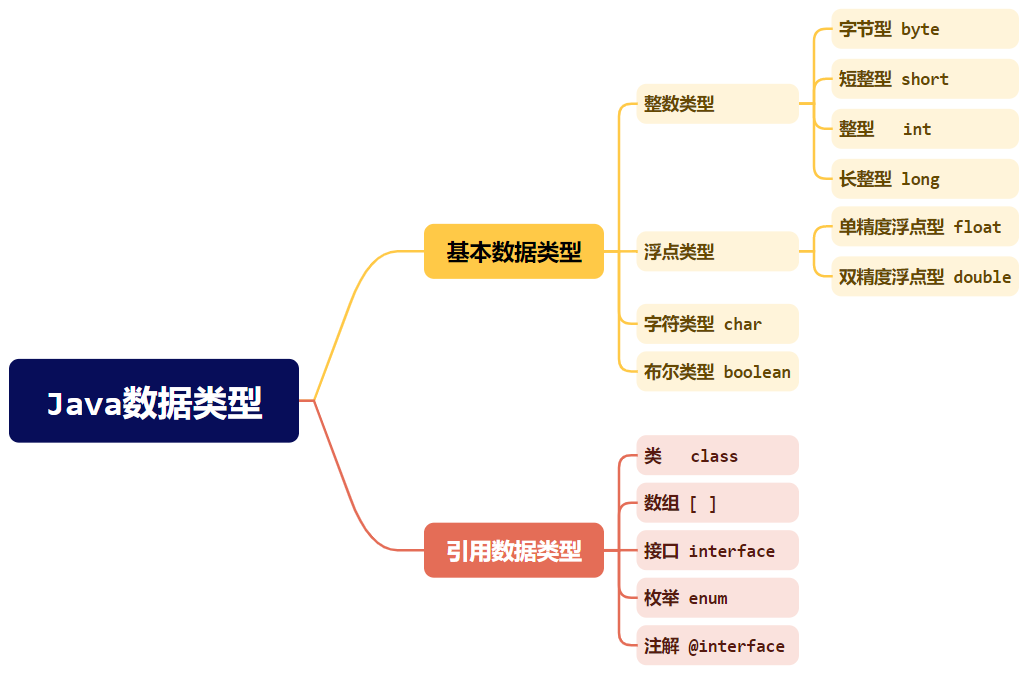 Java数据类型
基本数据类型
整数类型
字节型 byte
短整型 short
整型 int
长整型 long
浮点类型
单精度浮点型 float
双精度浮点型 double
字符类型 char
布尔类型 boolean
引用数据类型
类 class
数组 [ ]
接口 interface
枚举 enum
注解 @interface